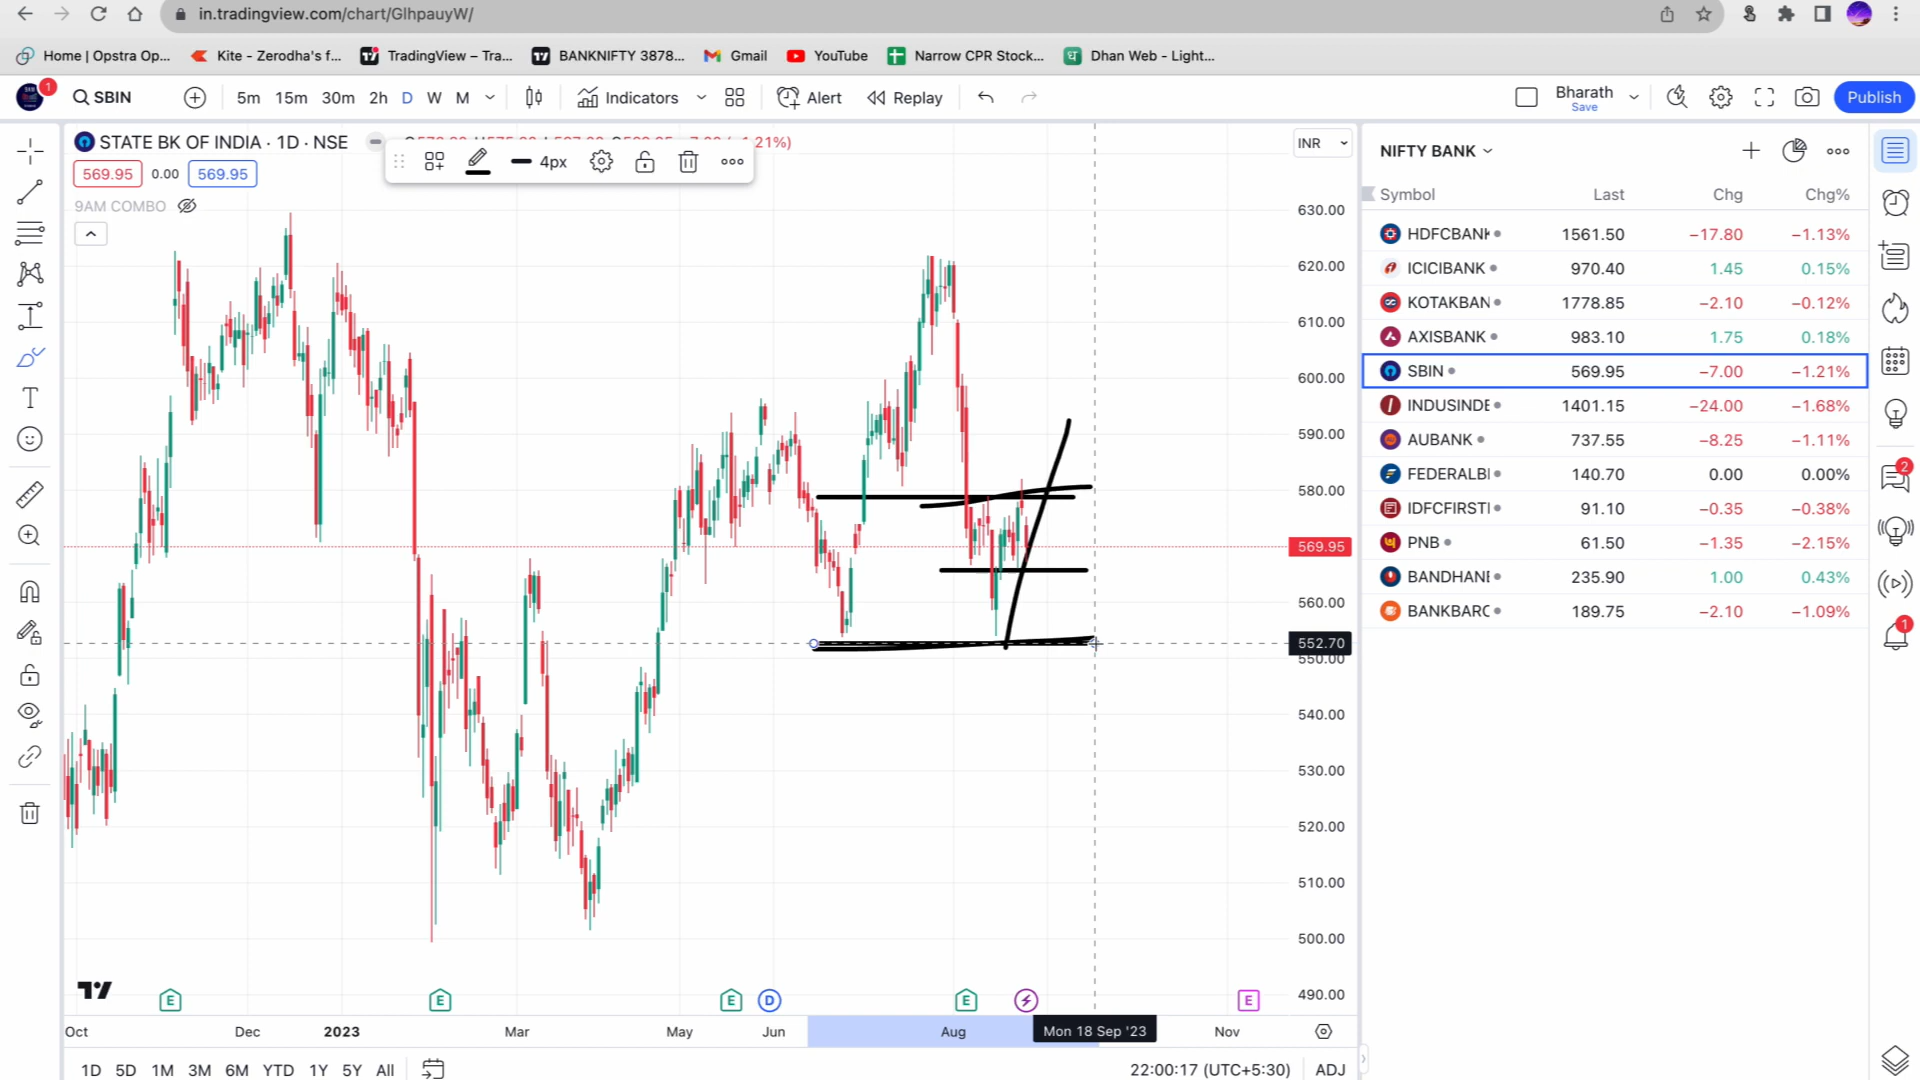 in.tradingview.com/chart/GlhpauyW/
Home | Opstra Op... Kite - Zerodha's f... TradingView – Tra... BANKNIFTY 3878... Gmail YouTube Narrow CPR Stock... Dhan Web - Light...
1 SBIN 5m 15m 30m 2h D W M Indicators Alert Replay Bharath Save Publish
STATE BK OF INDIA · 1D · NSE
4px
INR
569.95 0.00 569.95
9AM COMBO
630.00
620.00
610.00
600.00
590.00
580.00
569.95
560.00
552.70
550.00
540.00
530.00
520.00
510.00
500.00
490.00
E E E D E E
Oct Dec 2023 Mar May Jun Aug Mon 18 Sep '23 Nov
1D 5D 1M 3M 6M YTD 1Y 5Y All 22:00:17 (UTC+5:30) ADJ
NIFTY BANK
Symbol Last Chg Chg%
HDFCBANK 1561.50 −17.80 −1.13%
ICICIBANK 970.40 1.45 0.15%
KOTAKBAN 1778.85 −2.10 −0.12%
AXISBANK 983.10 1.75 0.18%
SBIN 569.95 −7.00 −1.21%
INDUSINDE 1401.15 −24.00 −1.68%
AUBANK 737.55 −8.25 −1.11%
FEDERALBI 140.70 0.00 0.00%
IDFCFIRSTI 91.10 −0.35 −0.38%
PNB 61.50 −1.35 −2.15%
BANDHANE 235.90 1.00 0.43%
BANKBARC 189.75 −2.10 −1.09%
2
1